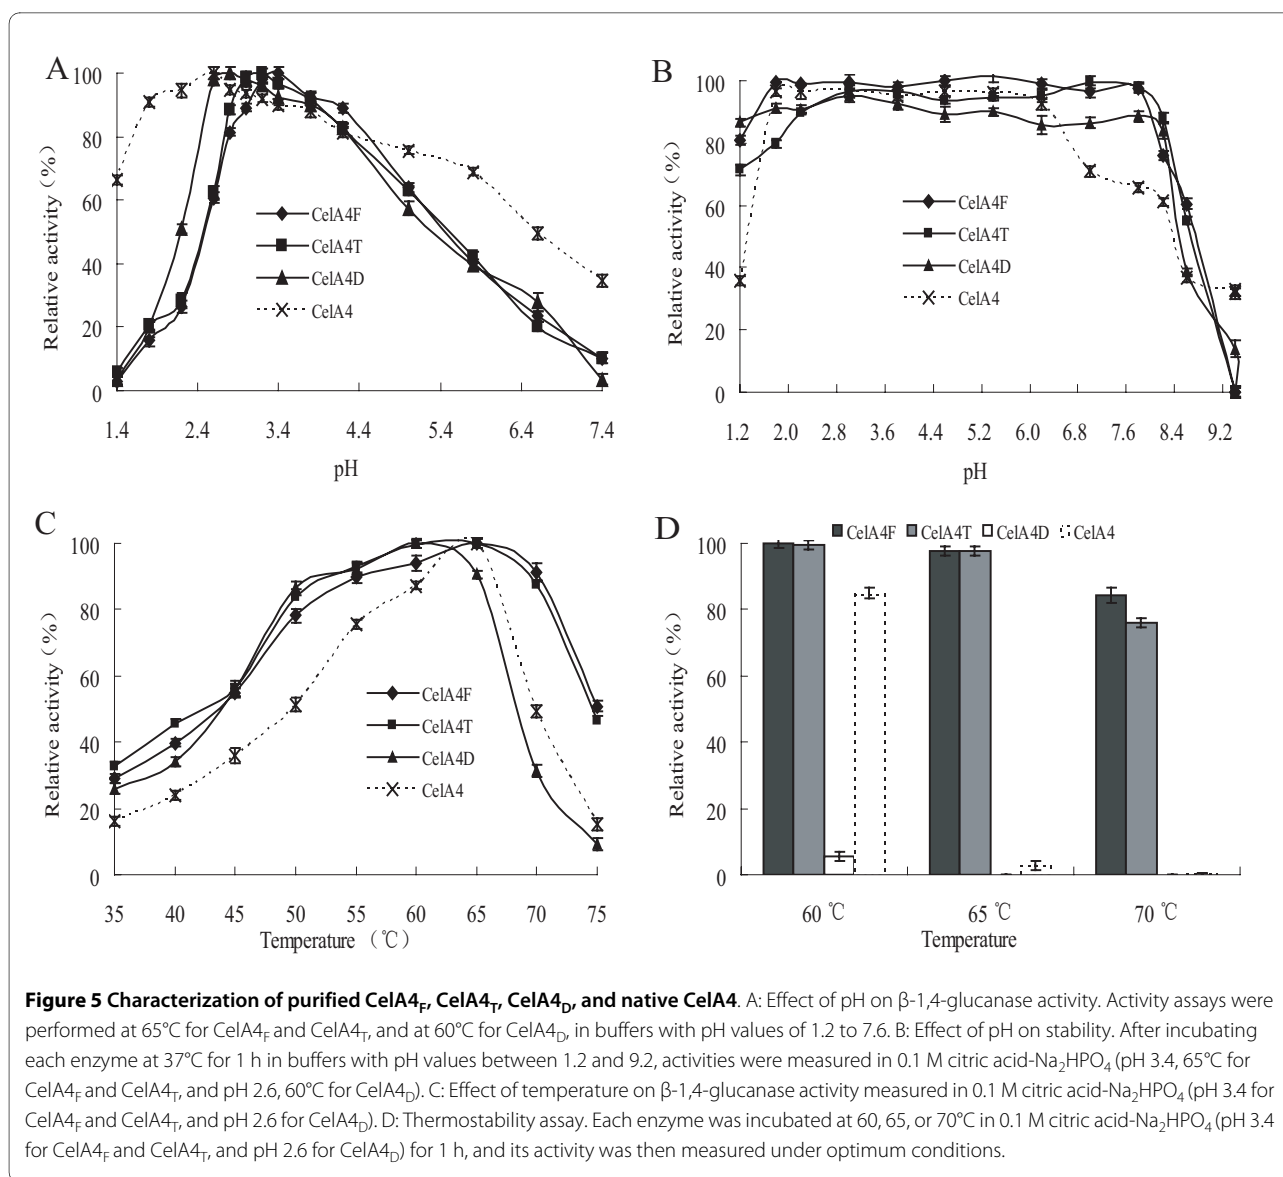 A
100
80
60
40
20
0
Relative activity (%)
CelA4F
CelA4T
CelA4D
CelA4
1.4 2.4 3.4 4.4 5.4 6.4 7.4
pH
B
100
80
60
40
20
0
Relative activity (%)
CelA4F
CelA4T
CelA4D
CelA4
1.2 2.0 2.8 3.6 4.4 5.2 6.0 6.8 7.6 8.4 9.2
pH
C
100
80
60
40
20
0
Relative activity (%)
CelA4F
CelA4T
CelA4D
CelA4
35 40 45 50 55 60 65 70 75
Temperature (℃)
D
CelA4F CelA4T CelA4D CelA4
100
80
60
40
20
0
Relative activity (%)
60 ℃ 65 ℃ 70 ℃
Temperature
Figure 5 Characterization of purified CelA4F, CelA4T, CelA4D, and native CelA4. A: Effect of pH on β-1,4-glucanase activity. Activity assays were
performed at 65°C for CelA4F and CelA4T, and at 60°C for CelA4D, in buffers with pH values of 1.2 to 7.6. B: Effect of pH on stability. After incubating
each enzyme at 37°C for 1 h in buffers with pH values between 1.2 and 9.2, activities were measured in 0.1 M citric acid-Na2HPO4 (pH 3.4, 65°C for
CelA4F and CelA4T, and pH 2.6, 60°C for CelA4D). C: Effect of temperature on β-1,4-glucanase activity measured in 0.1 M citric acid-Na2HPO4 (pH 3.4 for
CelA4F and CelA4T, and pH 2.6 for CelA4D). D: Thermostability assay. Each enzyme was incubated at 60, 65, or 70°C in 0.1 M citric acid-Na2HPO4 (pH 3.4
for CelA4F and CelA4T, and pH 2.6 for CelA4D) for 1 h, and its activity was then measured under optimum conditions.